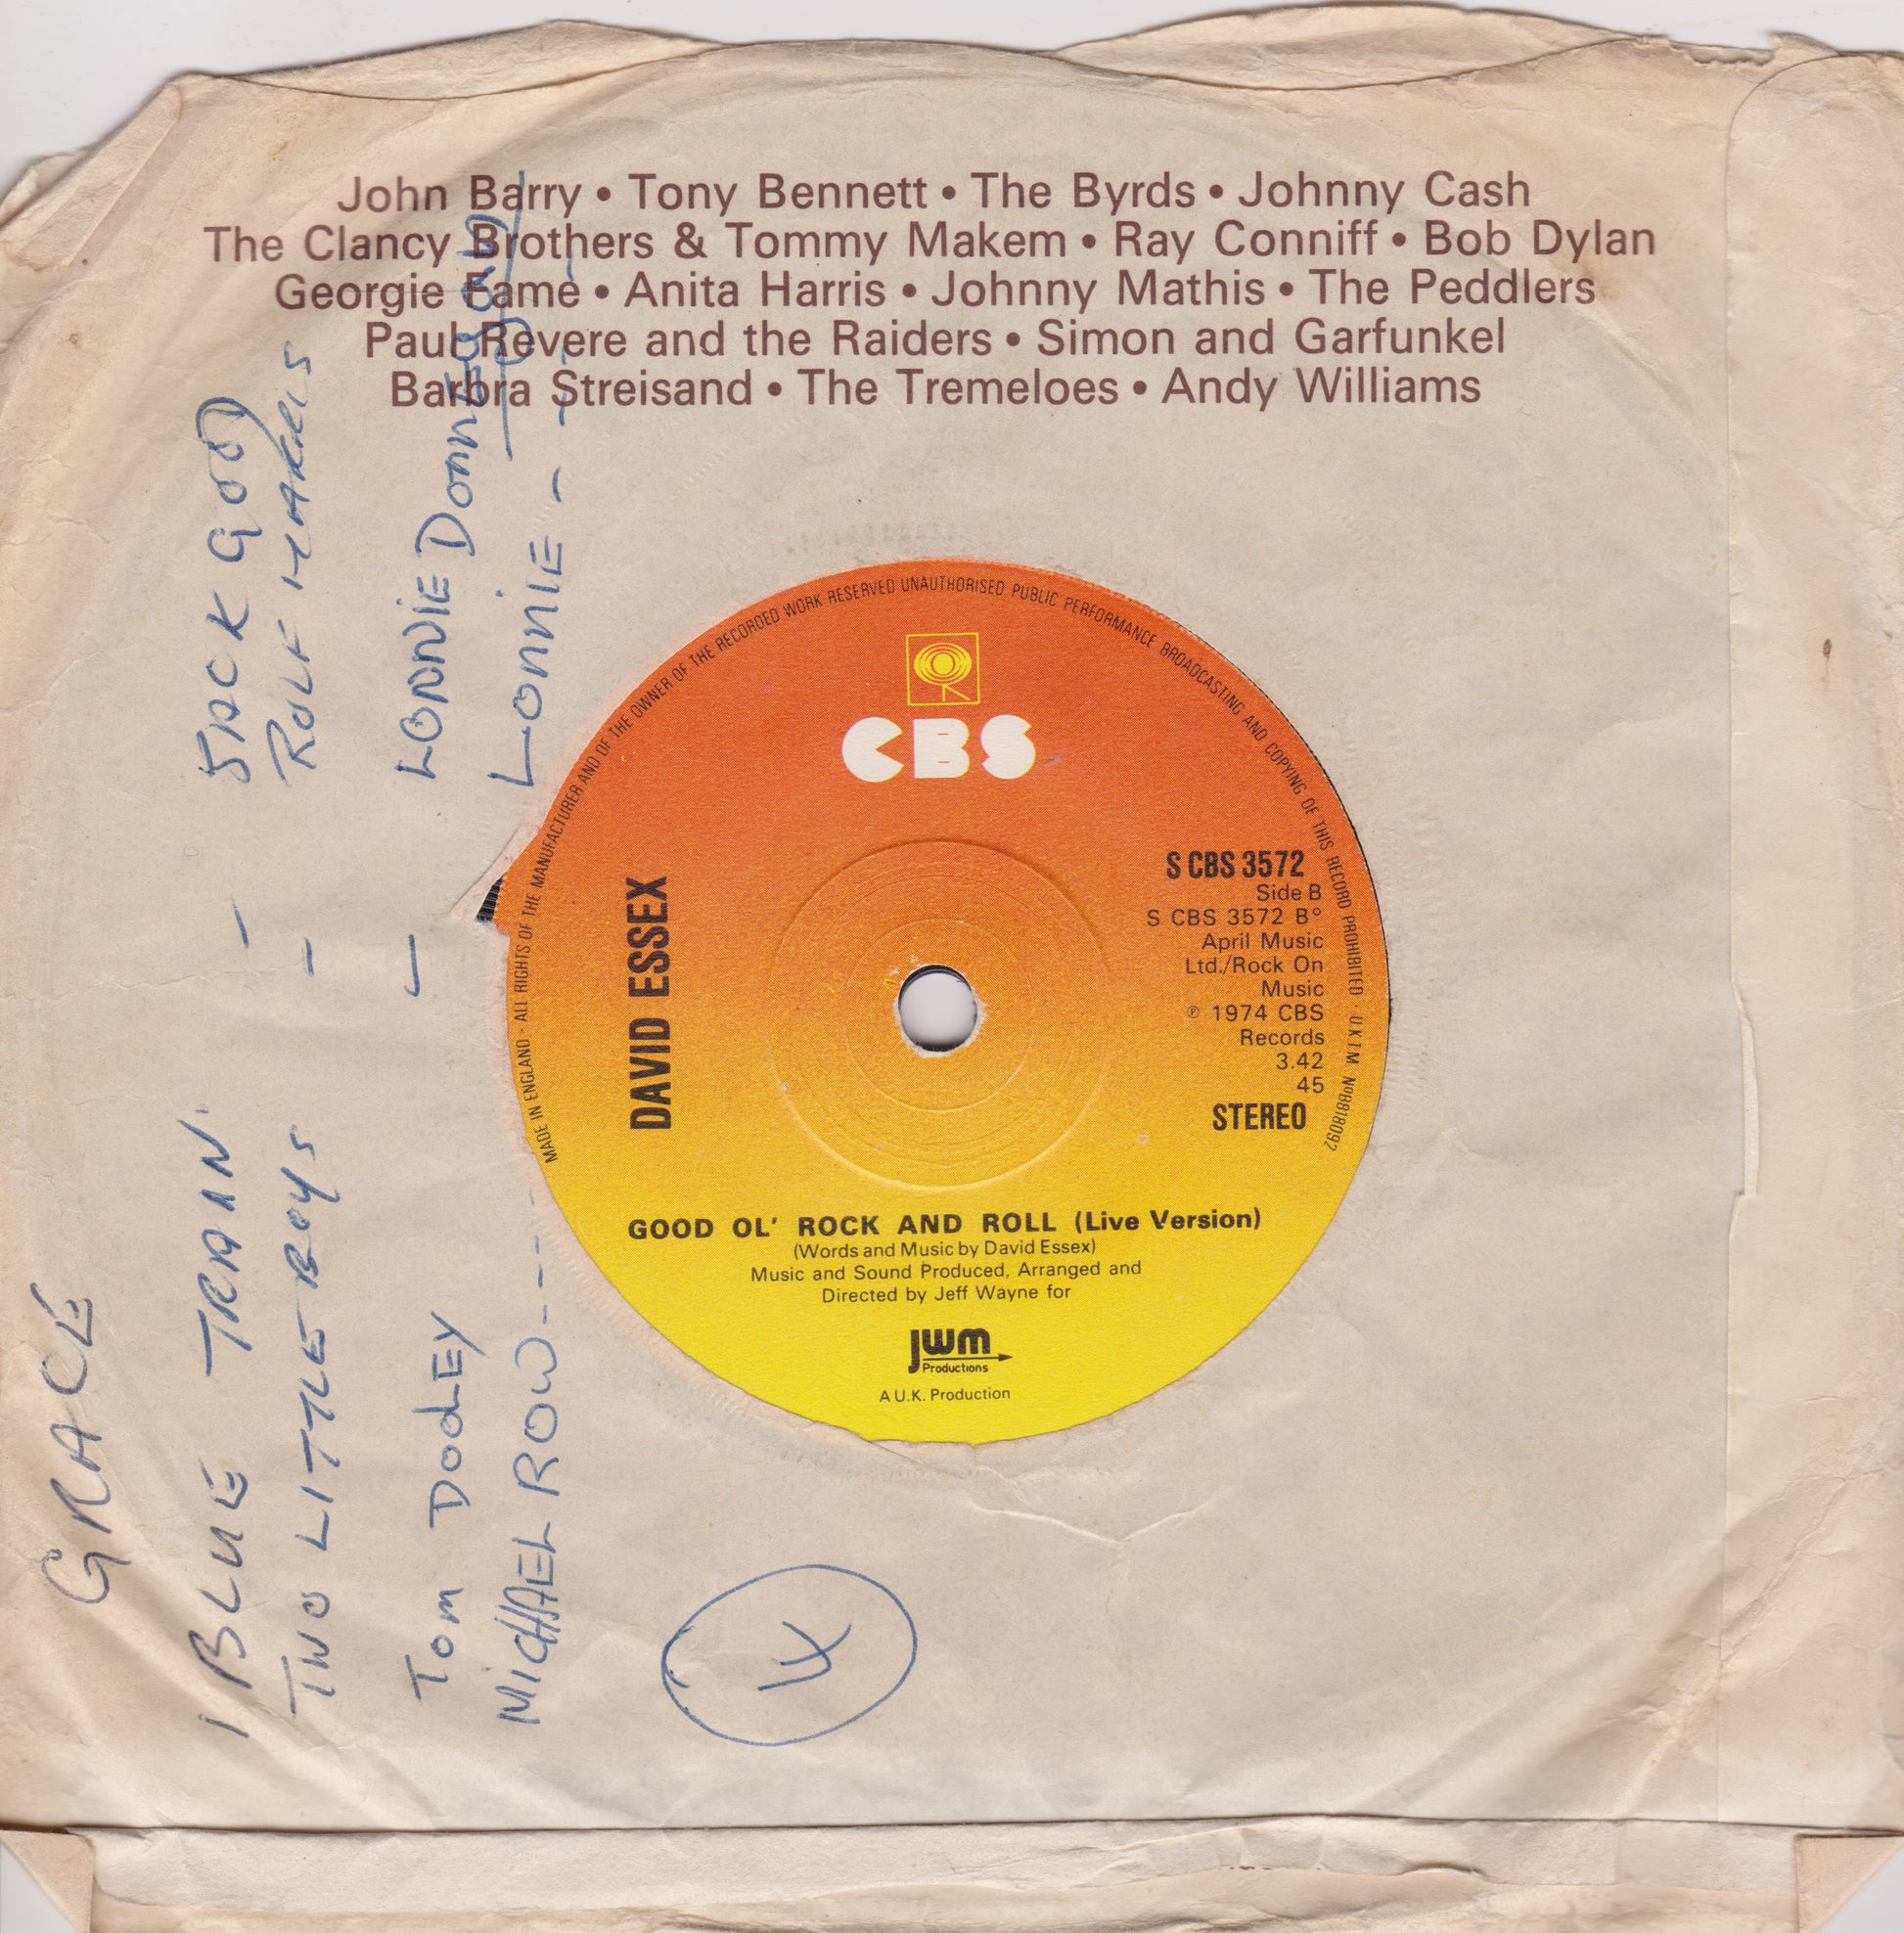 John Barry • Tony Bennett • The Byrds • Johnny Cash
The Clancy Brothers & Tommy Makem • Ray Conniff • Bob Dylan
Georgie Fame • Anita Harris • Johnny Mathis • The Peddlers
Paul Revere and the Raiders • Simon and Garfunkel
Barbra Streisand • The Tremeloes • Andy Williams
GRACE
1 BLUE TRAIN. - JACK GOOD
TWO LITTLE BOYS - ROLF HARRIS
TOM DOOLEY - LONNIE DONNEGAN
MICHAEL ROW---- LONNIE - - - -
MADE IN ENGLAND · ALL RIGHTS OF THE MANUFACTURER AND OF THE OWNER OF THE RECORDED WORK RESERVED UNAUTHORISED PUBLIC PERFORMANCE BROADCASTING AND COPYING OF THIS RECORD PROHIBITED · U.K.T.M. No888092
CBS
DAVID ESSEX
S CBS 3572
Side B
S CBS 3572 B°
April Music
Ltd./Rock On
Music
℗ 1974 CBS
Records
3.42
45
STEREO
GOOD OL' ROCK AND ROLL (Live Version)
(Words and Music by David Essex)
Music and Sound Produced, Arranged and
Directed by Jeff Wayne for
JWM
Productions
A U.K. Production